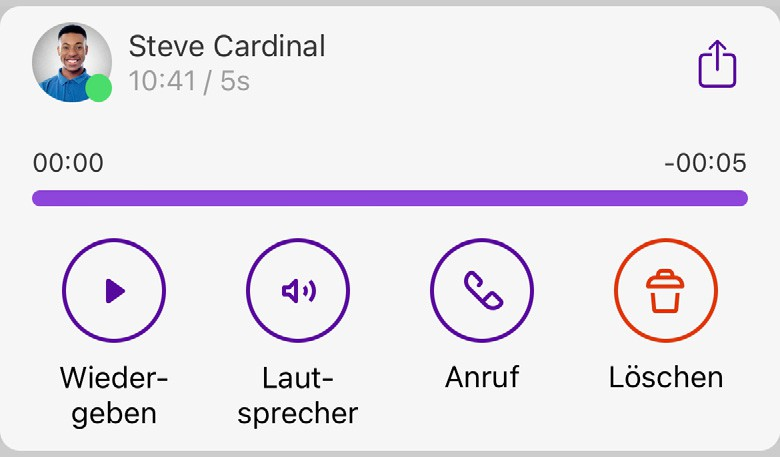 Steve Cardinal
10:41 / 5s
00:00 -00:05
Wieder-
geben
Laut-
sprecher
Anruf
Löschen